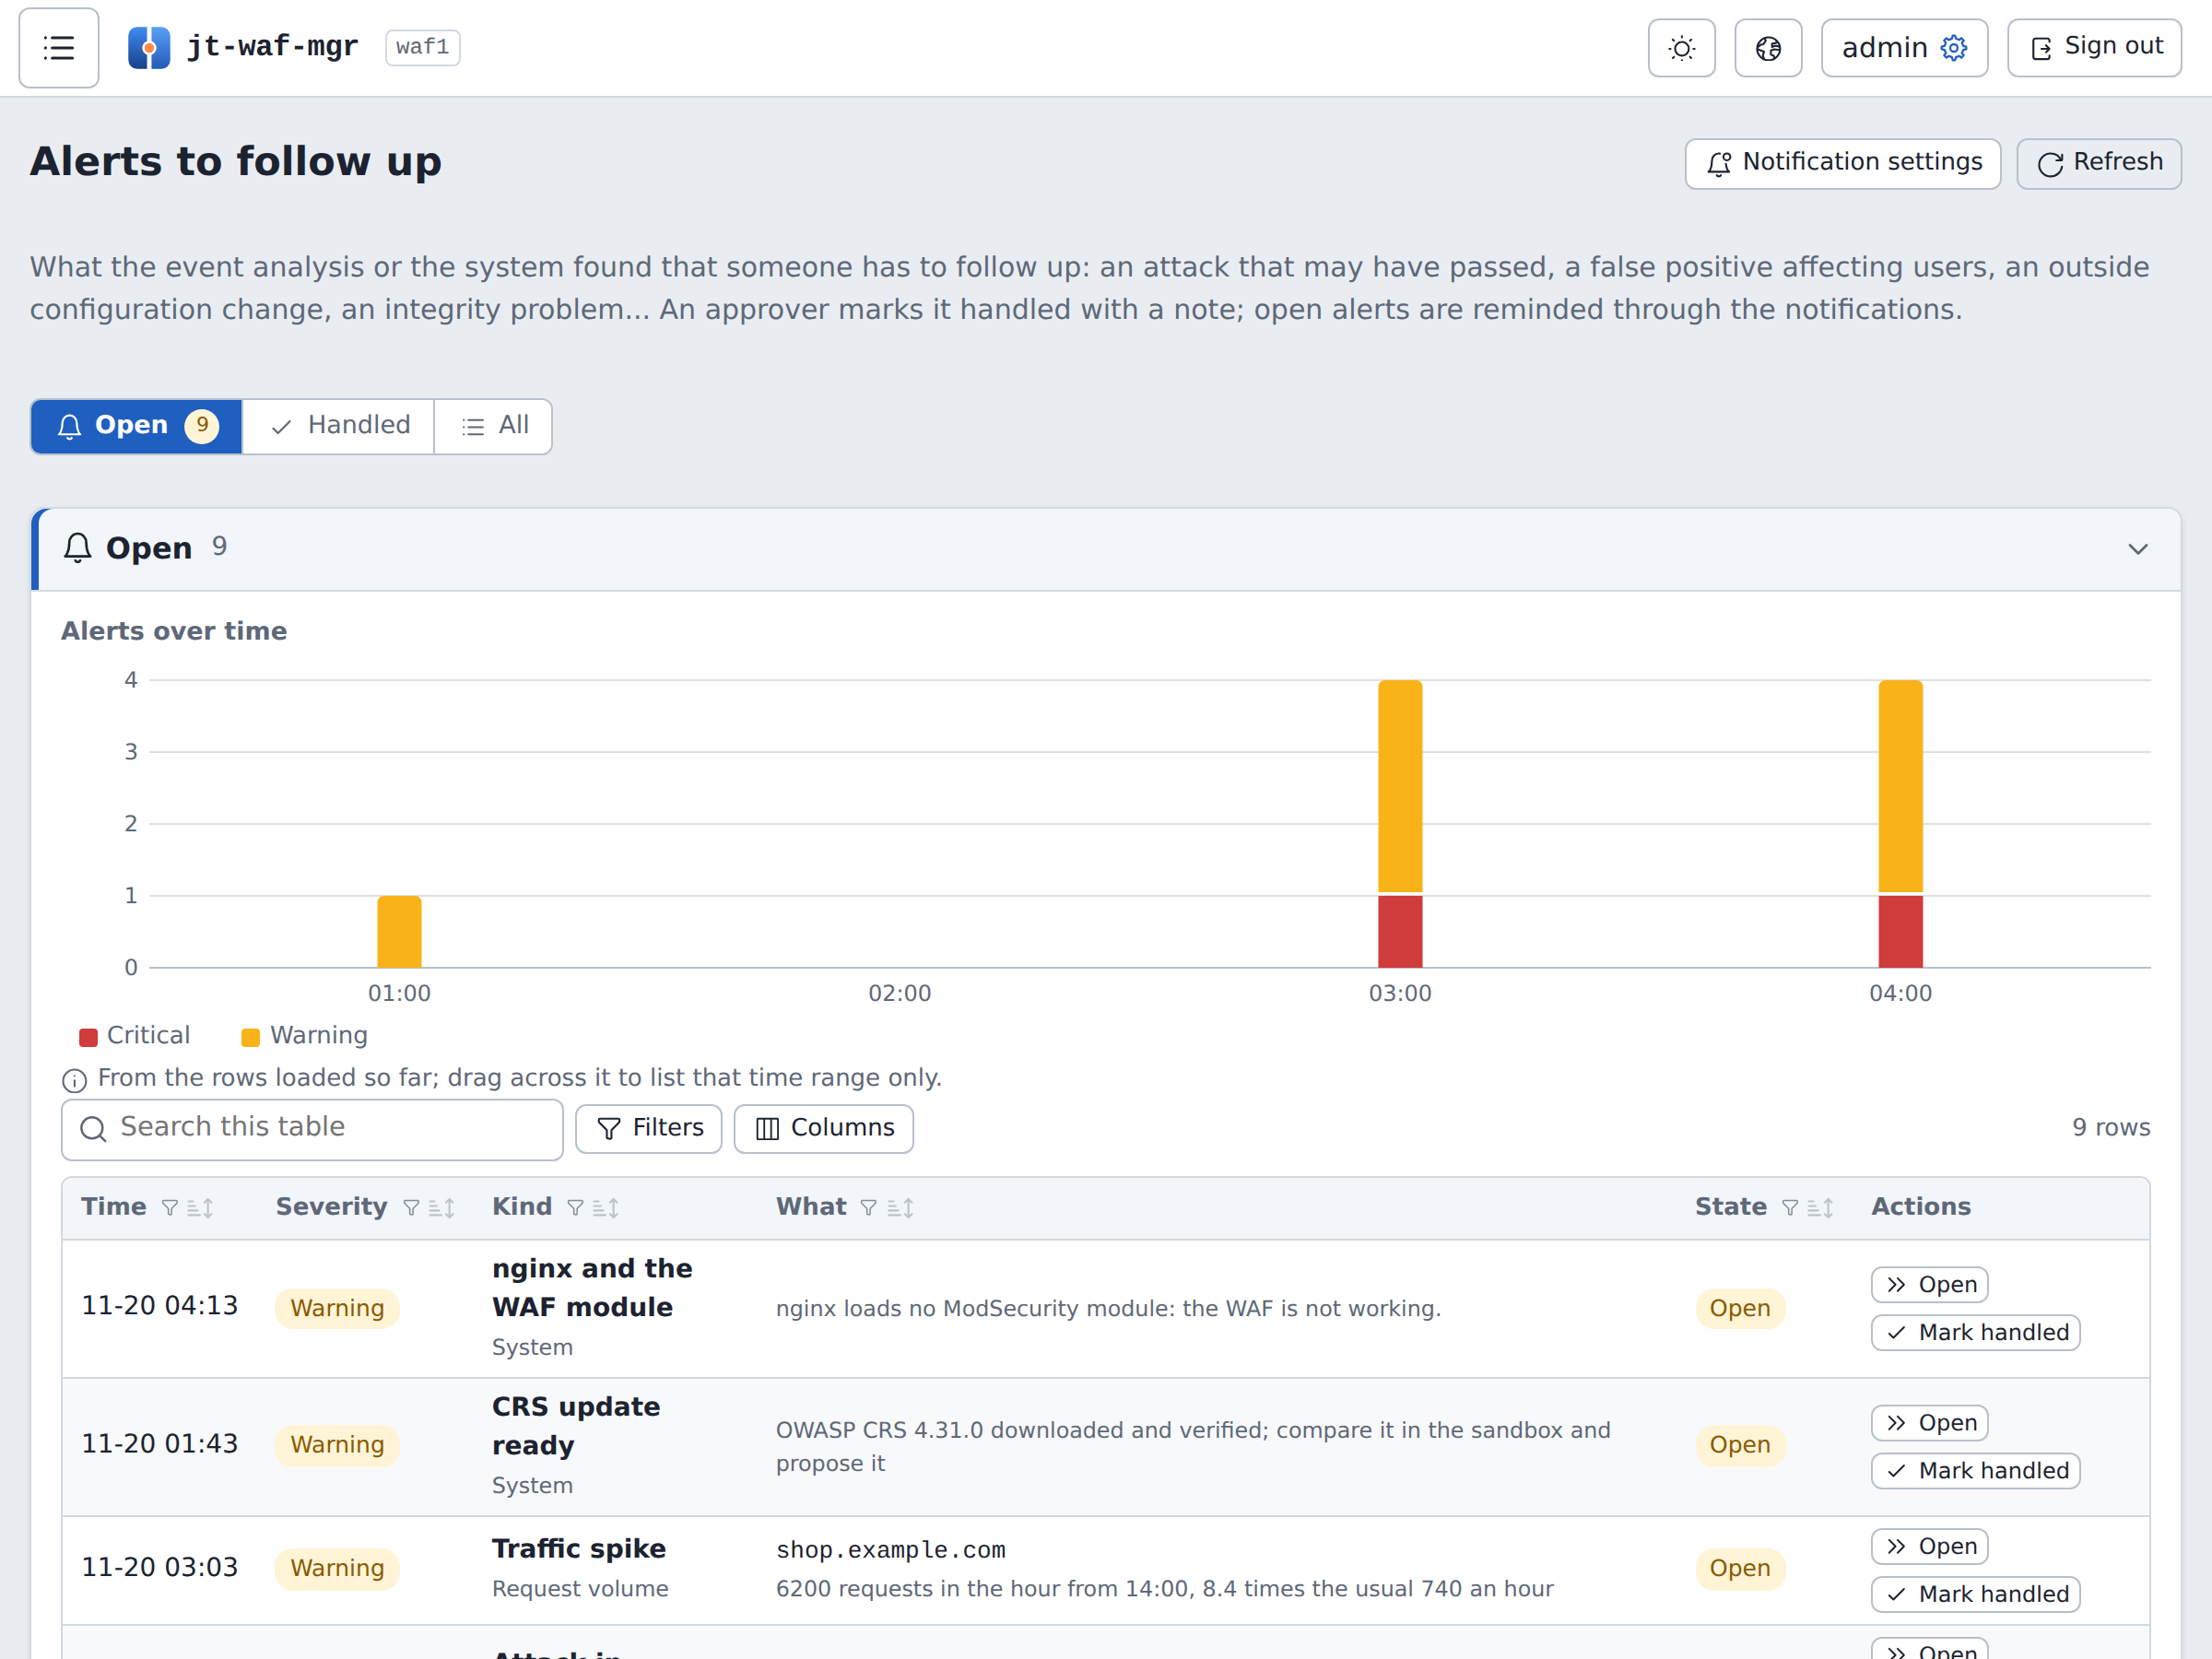 jt-waf-mgr waf1 admin Sign out
Alerts to follow up Notification settings Refresh
What the event analysis or the system found that someone has to follow up: an attack that may have passed, a false positive affecting users, an outside
configuration change, an integrity problem... An approver marks it handled with a note; open alerts are reminded through the notifications.
Open 9 Handled All
Open 9
Alerts over time
4
3
2
1
0
01:00 02:00 03:00 04:00
Critical Warning
From the rows loaded so far; drag across it to list that time range only.
Search this table Filters Columns 9 rows
Time Severity Kind What State Actions
11-20 04:13 Warning nginx and the WAF module System nginx loads no ModSecurity module: the WAF is not working. Open Open Mark handled
11-20 01:43 Warning CRS update ready System OWASP CRS 4.31.0 downloaded and verified; compare it in the sandbox and propose it Open Open Mark handled
11-20 03:03 Warning Traffic spike Request volume shop.example.com 6200 requests in the hour from 14:00, 8.4 times the usual 740 an hour Open Open Mark handled
Attack in Open